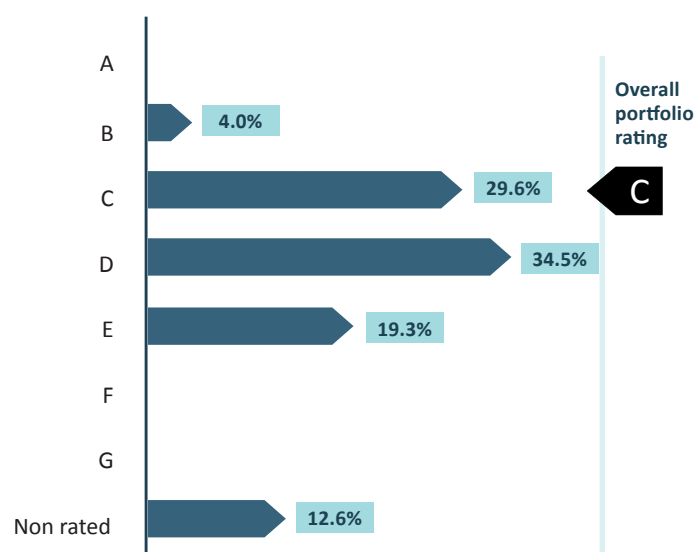 A
Overall
portfolio
rating
B
4.0%
C
29.6%
C
D
34.5%
E
19.3%
F
G
Non rated
12.6%